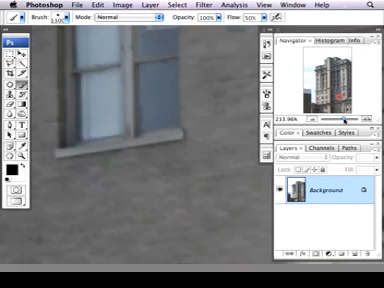 Photoshop File Edit Image Layer Select Filter Analysis View Window Help
Brush: 130 Mode: Normal Opacity: 100% Flow: 50%
Ps
Navigator × Histogram Info
233.96%
Color × Swatches Styles
Layers × Channels Paths
Normal Opacity:
Lock: Fill:
Background